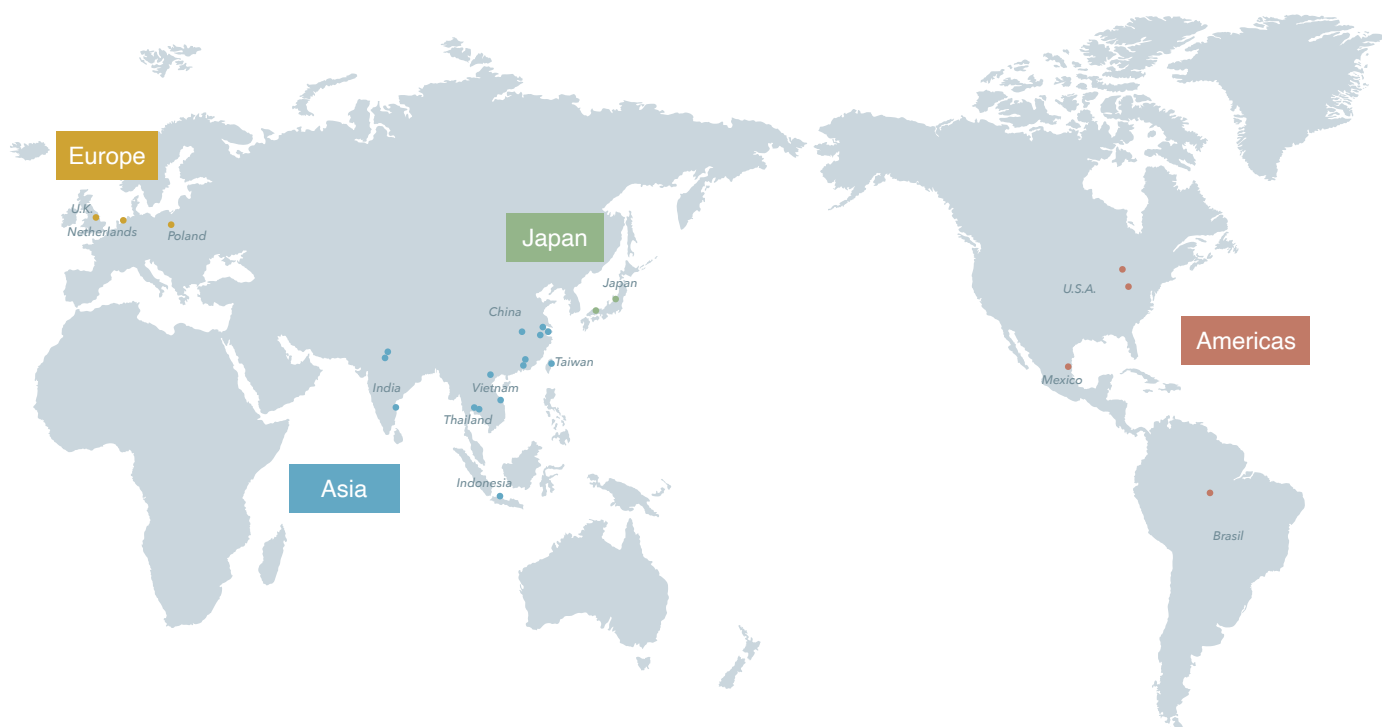 Europe
U.K.
Netherlands
Poland
Japan
Japan
China
Taiwan
India
Vietnam
Thailand
Indonesia
Asia
U.S.A.
Americas
Mexico
Brasil